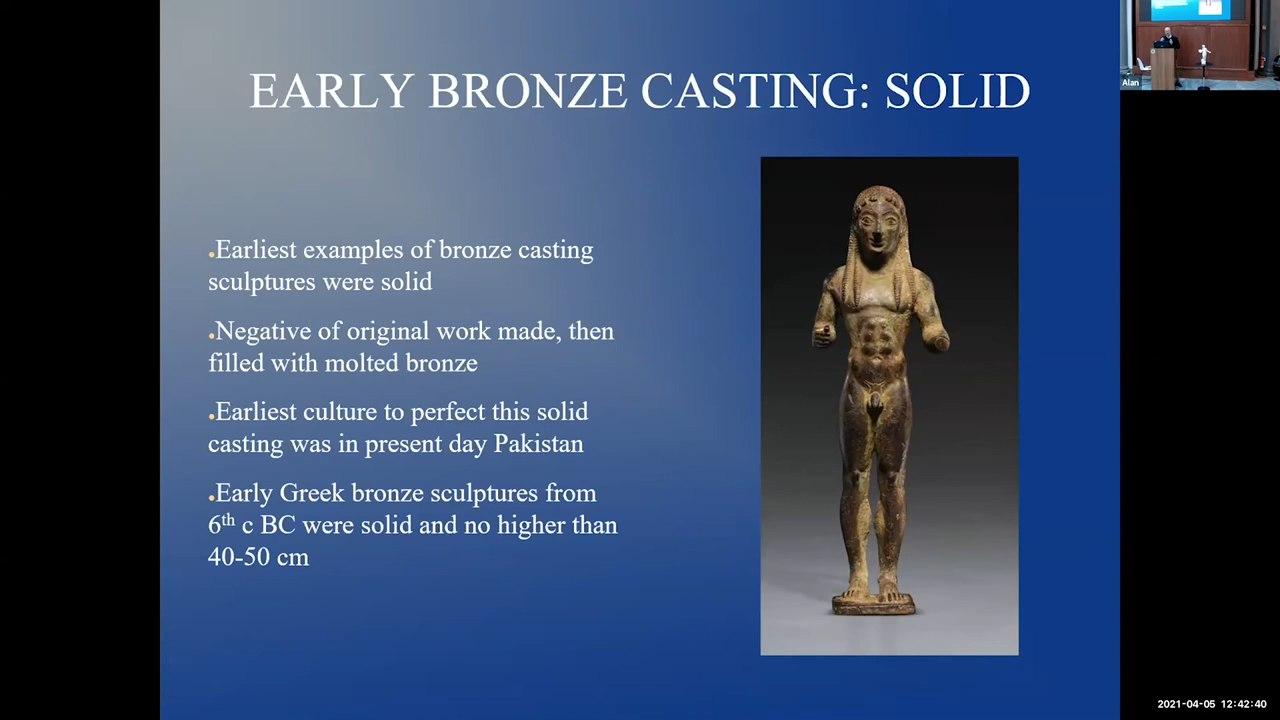 EARLY BRONZE CASTING: SOLID
Alan
.Earliest examples of bronze casting
sculptures were solid
.Negative of original work made, then
filled with molted bronze
.Earliest culture to perfect this solid
casting was in present day Pakistan
.Early Greek bronze sculptures from
6th c BC were solid and no higher than
40-50 cm
2021-04-05 12:42:40